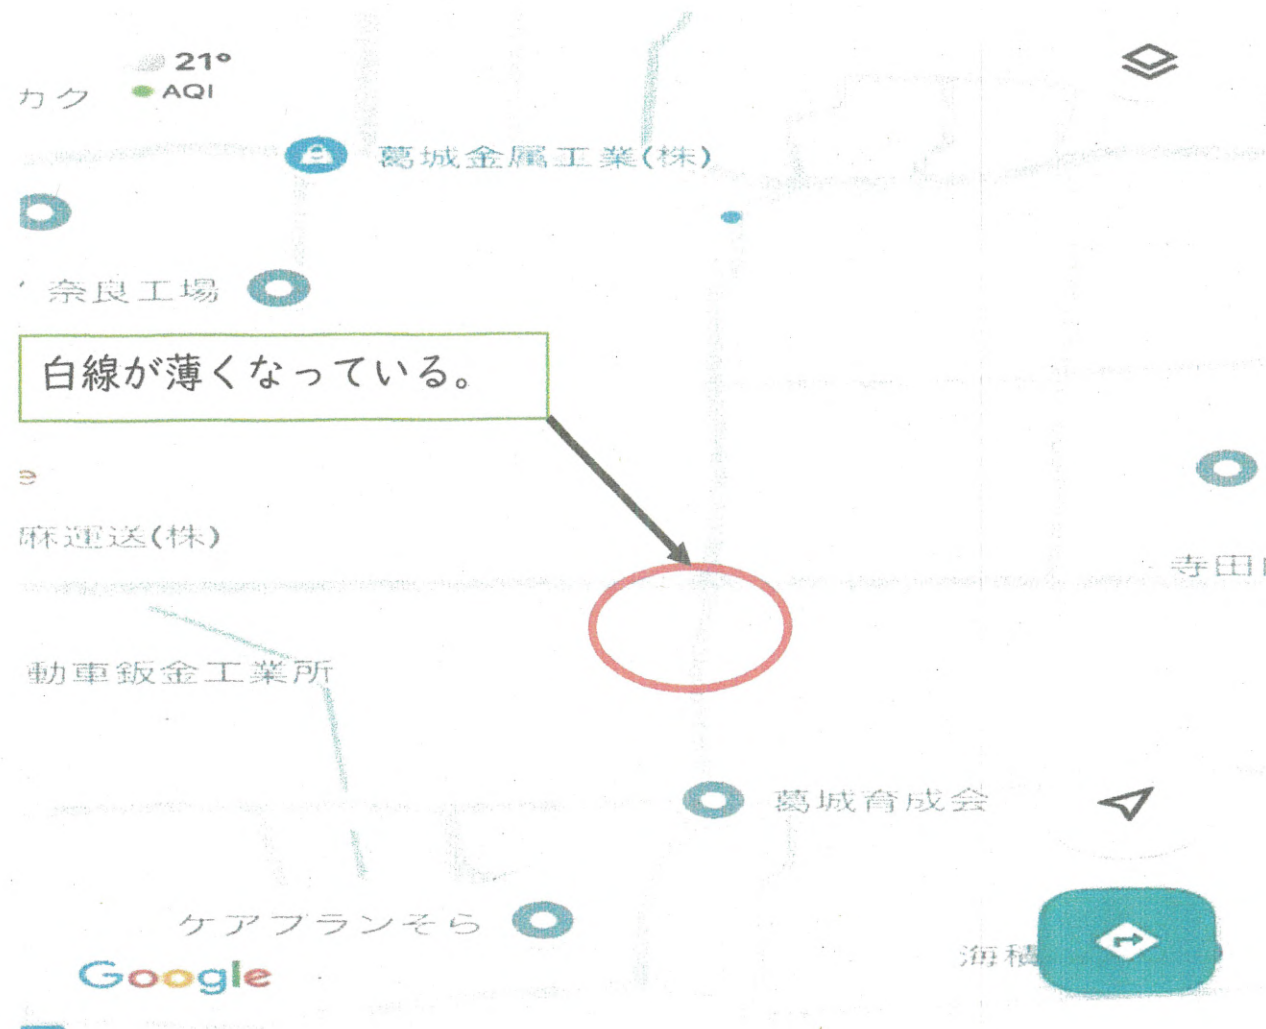 21°
カク
AQI
葛城金属工業(株)
奈良工場
白線が薄くなっている。
e
麻運送(株)
寺田
動車鈑金工業所
葛城育成会
ケアプランそら
海積
Google